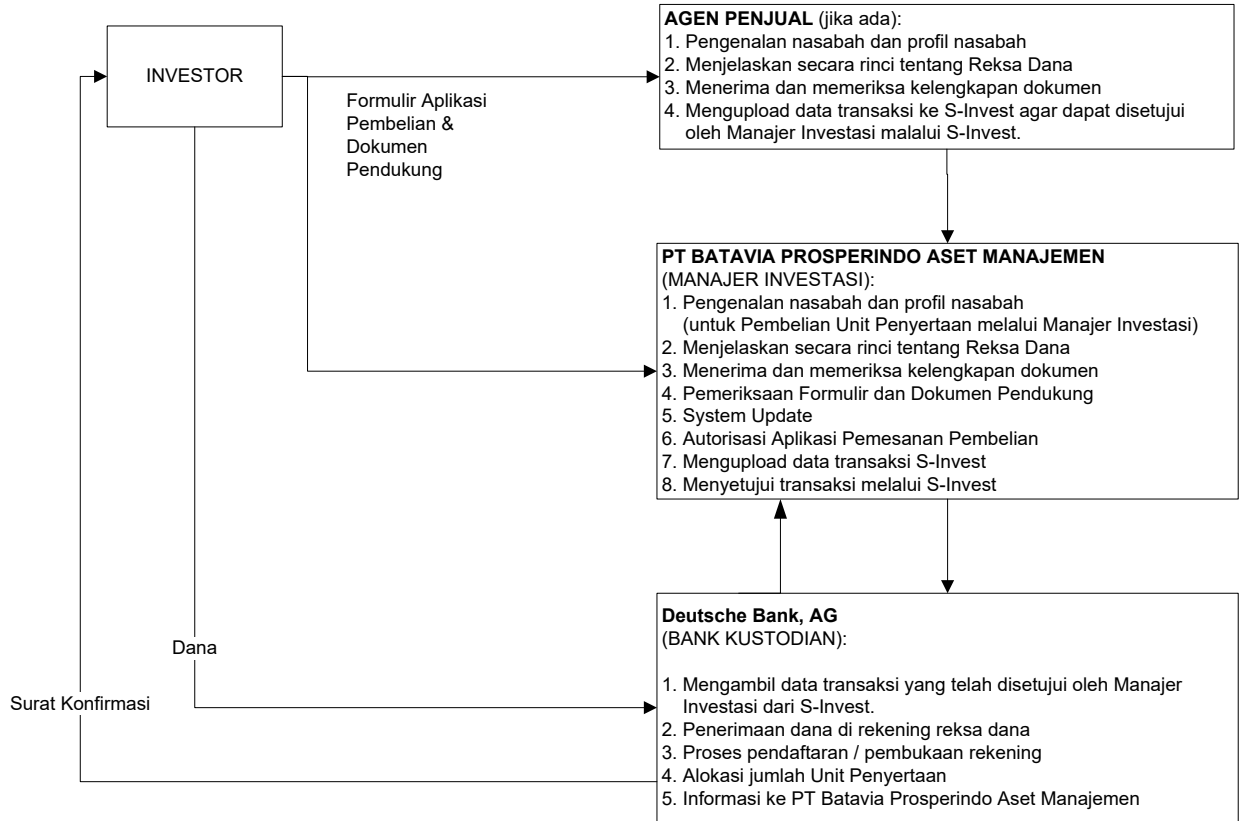 INVESTOR
Formulir Aplikasi
Pembelian &
Dokumen
Pendukung
AGEN PENJUAL (jika ada):
1. Pengenalan nasabah dan profil nasabah
2. Menjelaskan secara rinci tentang Reksa Dana
3. Menerima dan memeriksa kelengkapan dokumen
4. Mengupload data transaksi ke S-Invest agar dapat disetujui
oleh Manajer Investasi malalui S-Invest.
PT BATAVIA PROSPERINDO ASET MANAJEMEN
(MANAJER INVESTASI):
1. Pengenalan nasabah dan profil nasabah
(untuk Pembelian Unit Penyertaan melalui Manajer Investasi)
2. Menjelaskan secara rinci tentang Reksa Dana
3. Menerima dan memeriksa kelengkapan dokumen
4. Pemeriksaan Formulir dan Dokumen Pendukung
5. System Update
6. Autorisasi Aplikasi Pemesanan Pembelian
7. Mengupload data transaksi S-Invest
8. Menyetujui transaksi melalui S-Invest
Dana
Surat Konfirmasi
Deutsche Bank, AG
(BANK KUSTODIAN):
1. Mengambil data transaksi yang telah disetujui oleh Manajer
Investasi dari S-Invest.
2. Penerimaan dana di rekening reksa dana
3. Proses pendaftaran / pembukaan rekening
4. Alokasi jumlah Unit Penyertaan
5. Informasi ke PT Batavia Prosperindo Aset Manajemen